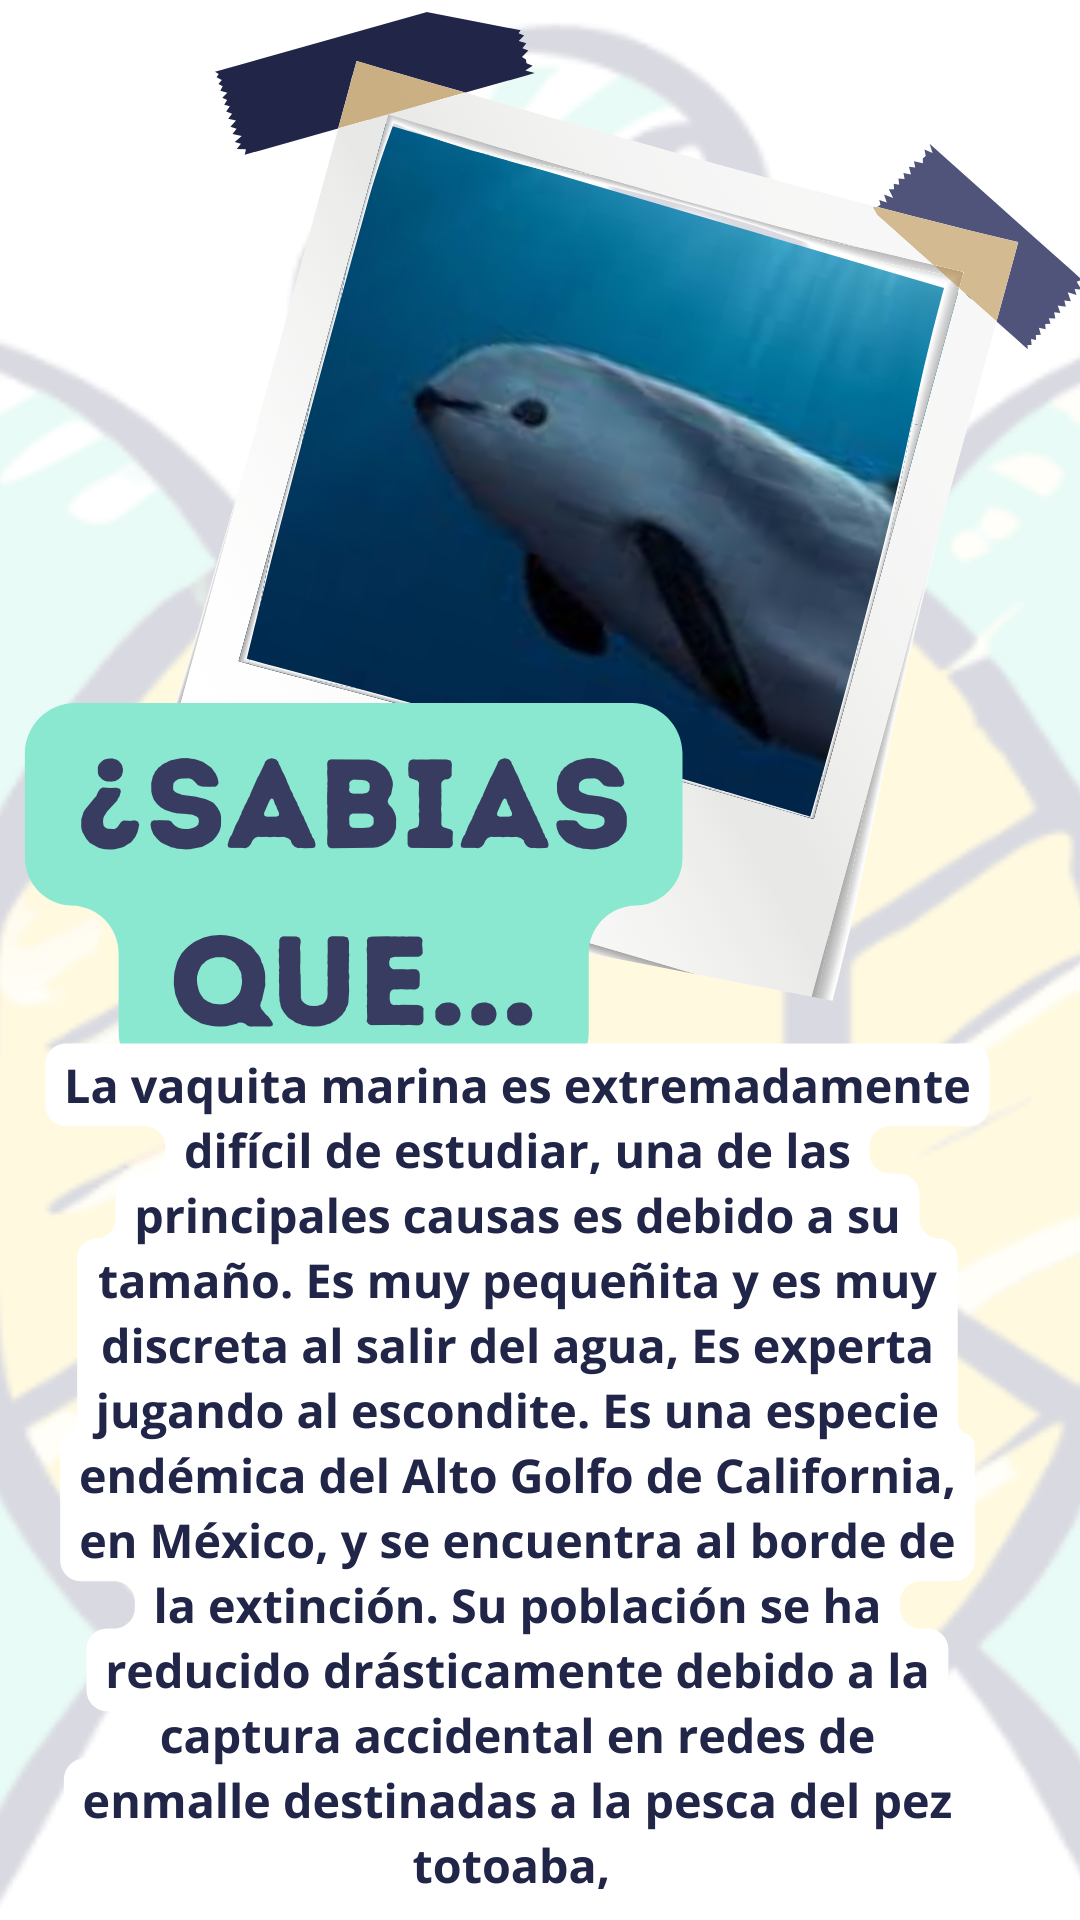 ¿SABIAS
QUE...
La vaquita marina es extremadamente
difícil de estudiar, una de las
principales causas es debido a su
tamaño. Es muy pequeñita y es muy
discreta al salir del agua, Es experta
jugando al escondite. Es una especie
endémica del Alto Golfo de California,
en México, y se encuentra al borde de
la extinción. Su población se ha
reducido drásticamente debido a la
captura accidental en redes de
enmalle destinadas a la pesca del pez
totoaba,